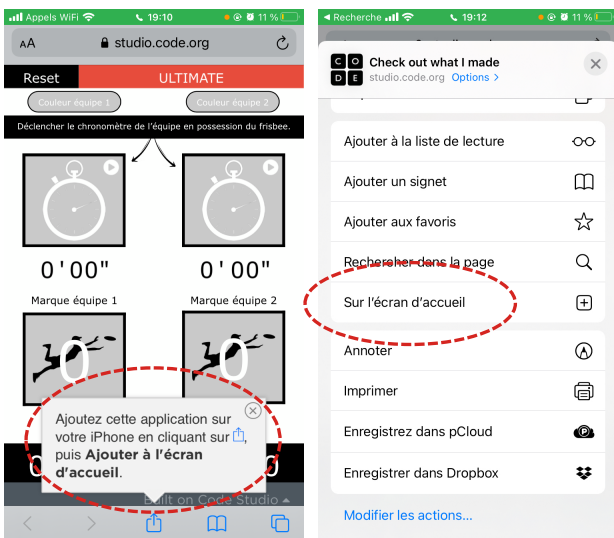 Appels WiFi 19:10 11 %
AA studio.code.org
Reset ULTIMATE
Couleur équipe 1 Couleur équipe 2
Déclencher le chronomètre de l'équipe en possession du frisbee.
0'00" 0'00"
Marque équipe 1 Marque équipe 2
0 0
Ajoutez cette application sur
votre iPhone en cliquant sur ,
puis Ajouter à l'écran
d'accueil.
Built on Code Studio
Recherche 19:12 11 %
CODE
Check out what I made
studio.code.org Options >
Ajouter à la liste de lecture
Ajouter un signet
Ajouter aux favoris
Rechercher dans la page
Sur l'écran d'accueil
Annoter
Imprimer
Enregistrez dans pCloud
Enregistrer dans Dropbox
Modifier les actions...